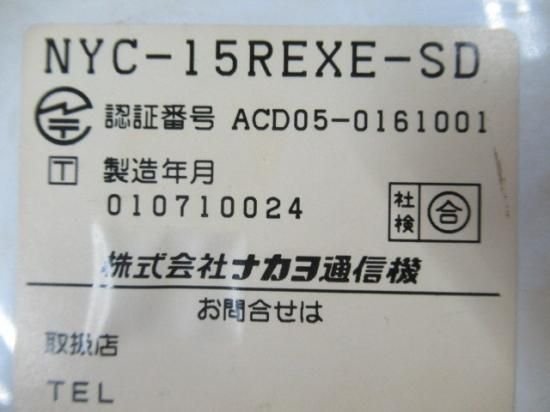 NYC-15REXE-SD
認証番号 ACD05-0161001
T 製造年月
010710024
社検 合
株式会社ナカヨ通信機
お問合せは
取扱店
TEL